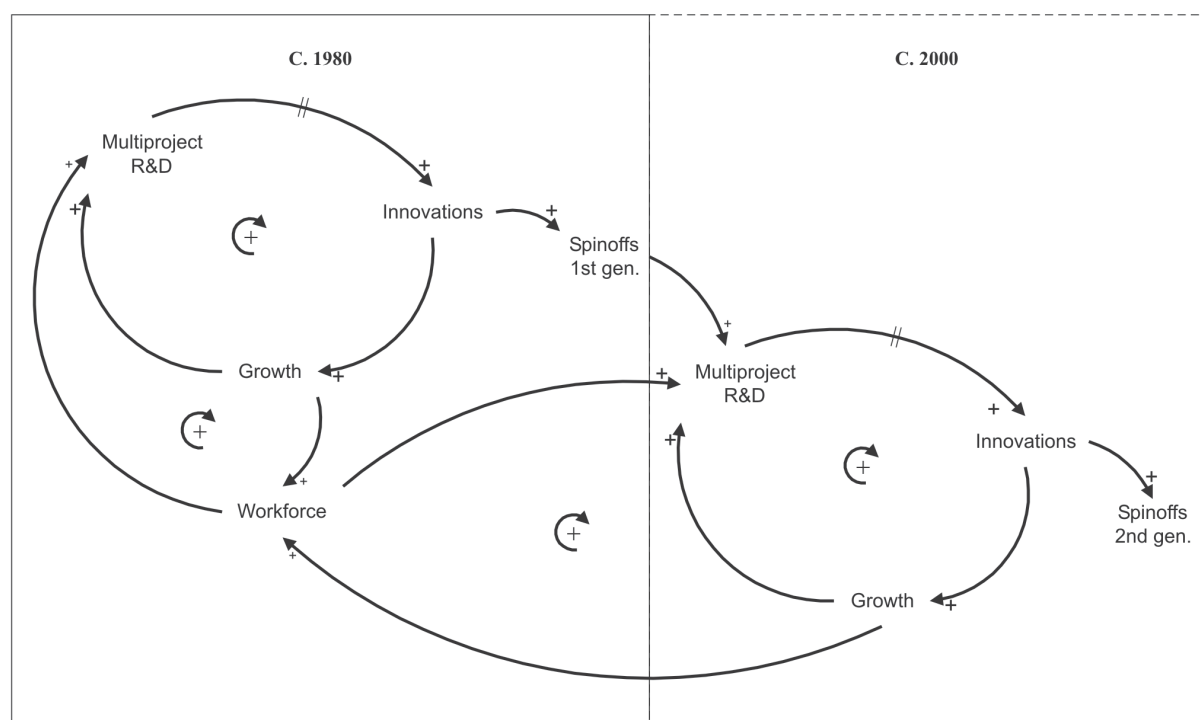 C. 1980
C. 2000
Multiproject
R&D
+
+
+
Innovations
+
Spinoffs
1st gen.
+
+
Growth
+
+
+
Workforce
+
+
+
Multiproject
R&D
+
+
+
Innovations
+
+
Spinoffs
2nd gen.
Growth
+